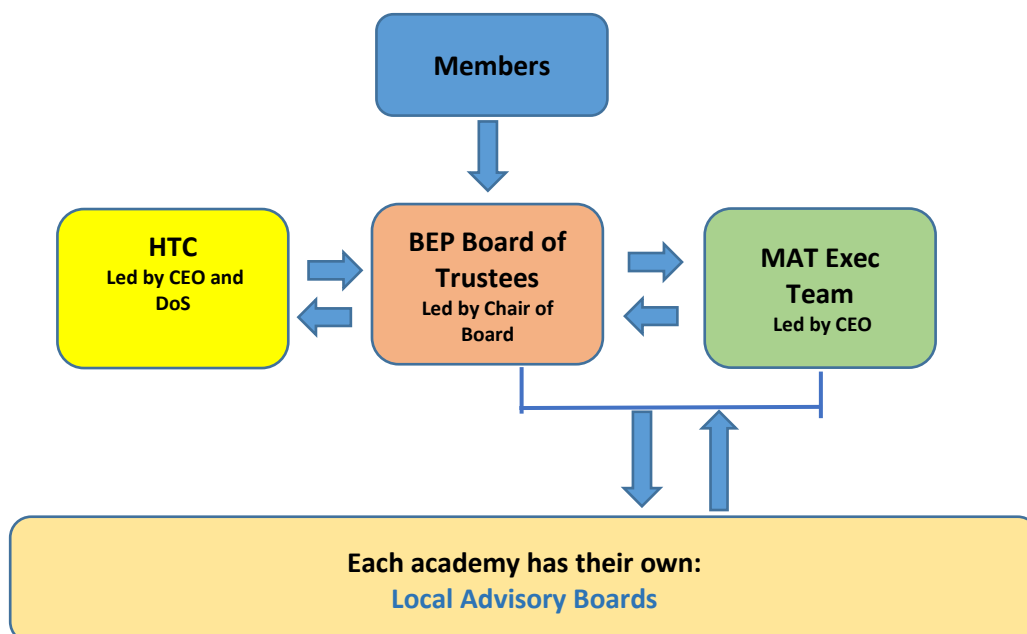 Members
HTC
Led by CEO and
DoS
BEP Board of
Trustees
Led by Chair of
Board
MAT Exec
Team
Led by CEO
Each academy has their own:
Local Advisory Boards